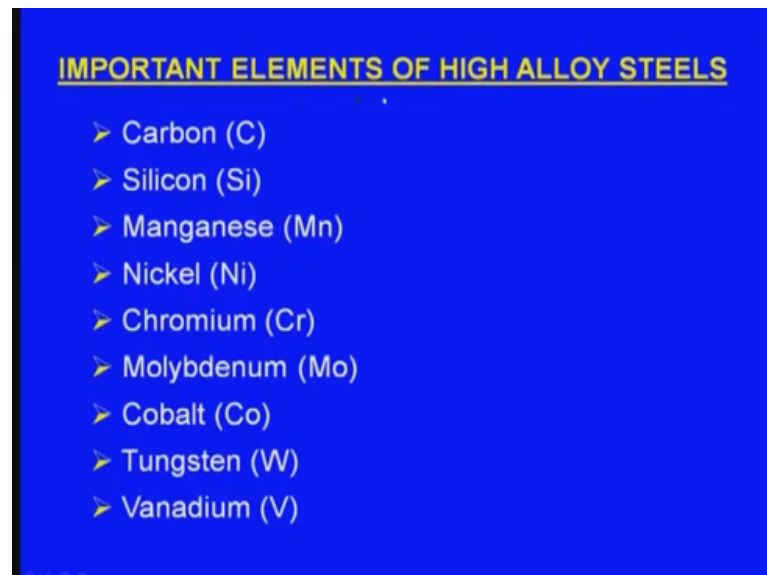 IMPORTANT ELEMENTS OF HIGH ALLOY STEELS
➢ Carbon (C)
➢ Silicon (Si)
➢ Manganese (Mn)
➢ Nickel (Ni)
➢ Chromium (Cr)
➢ Molybdenum (Mo)
➢ Cobalt (Co)
➢ Tungsten (W)
➢ Vanadium (V)